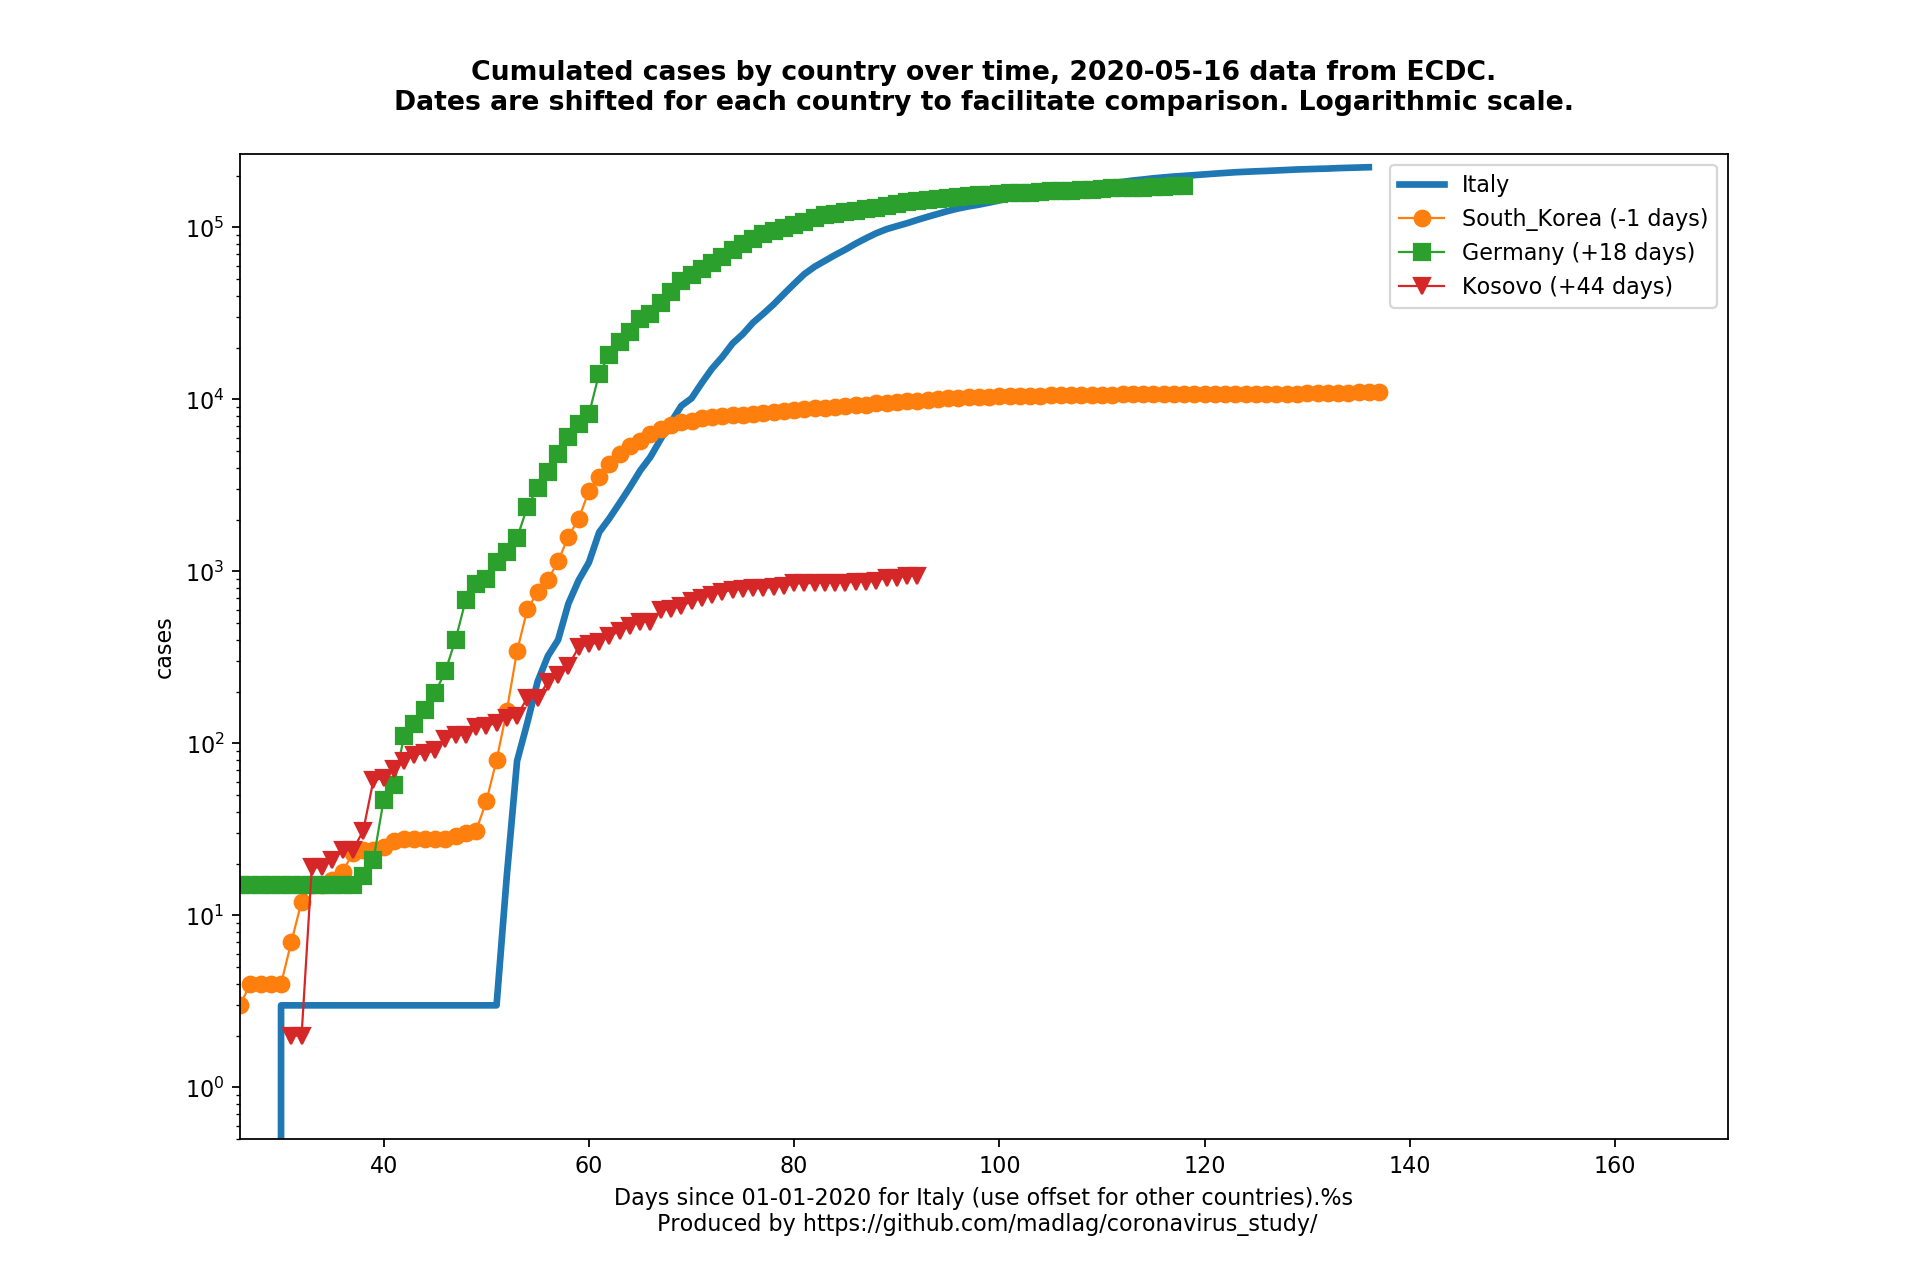 Cumulated cases by country over time, 2020-05-16 data from ECDC.
Dates are shifted for each country to facilitate comparison. Logarithmic scale.
Italy
South_Korea (-1 days)
Germany (+18 days)
Kosovo (+44 days)
cases
10^5
10^4
10^3
10^2
10^1
10^0
40 60 80 100 120 140 160
Days since 01-01-2020 for Italy (use offset for other countries).%s
Produced by https://github.com/madlag/coronavirus_study/